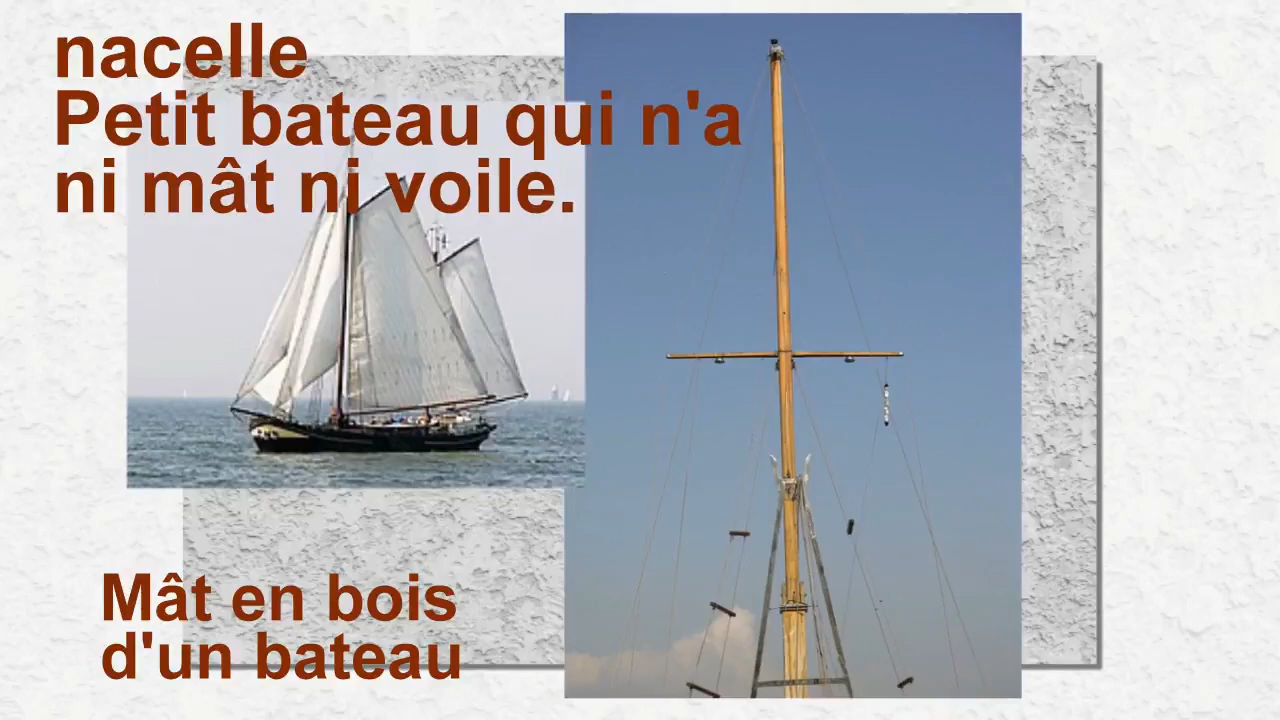 nacelle
Petit bateau qui n'a
ni mât ni voile.
Mât en bois
d'un bateau